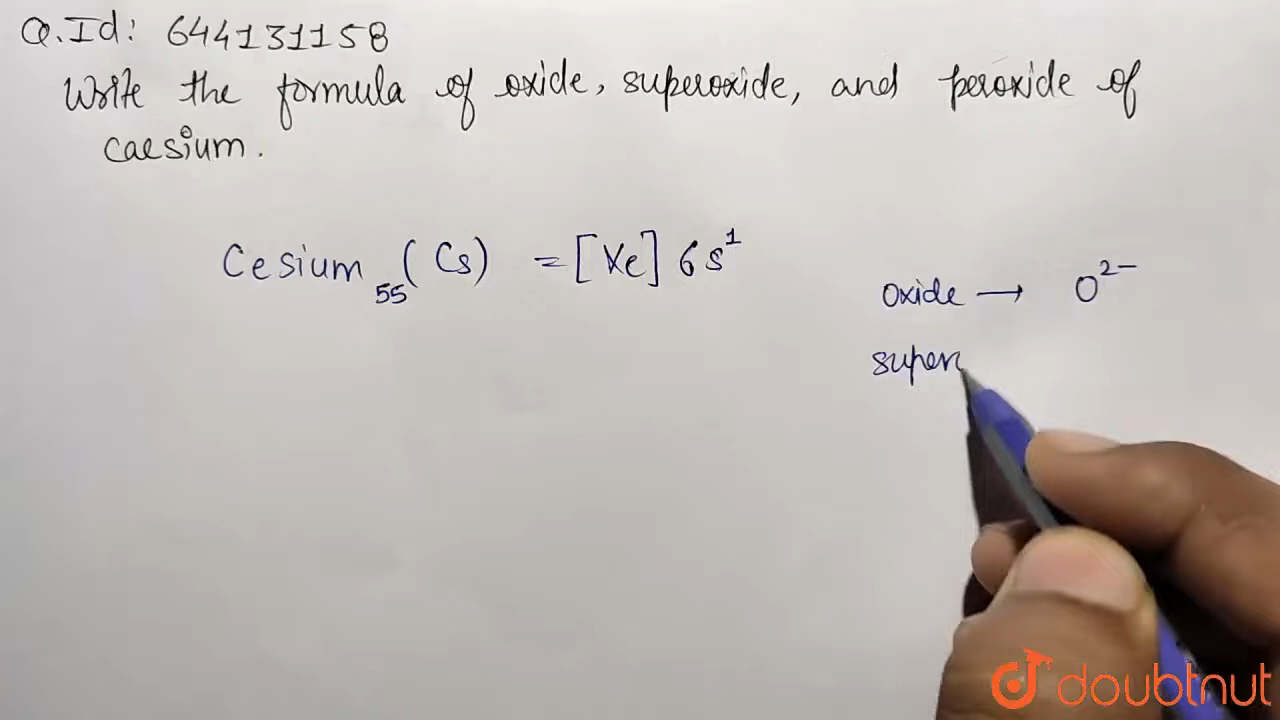 Q.Id: 644131158
Write the formula of oxide, superoxide, and peroxide of
caesium.
Cesium 55(Cs) = [Xe] 6s¹
oxide → O²⁻
supero
doubtnut